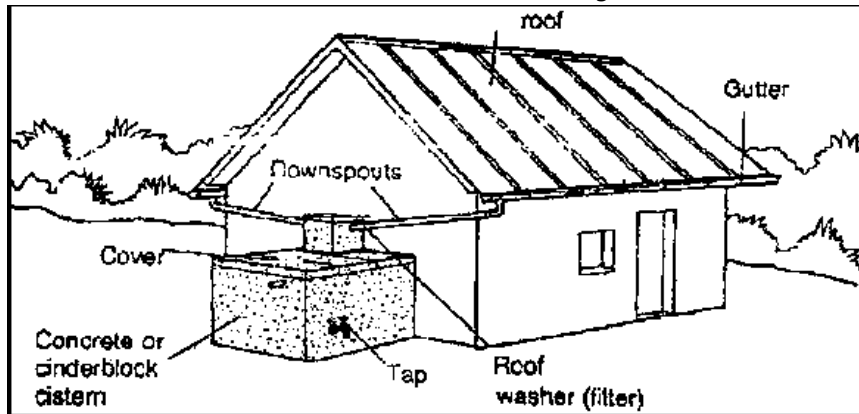 roof
Gutter
Downspouts
Cover
Concrete or
cinderblock
cistern
Tap
Roof
washer (filter)